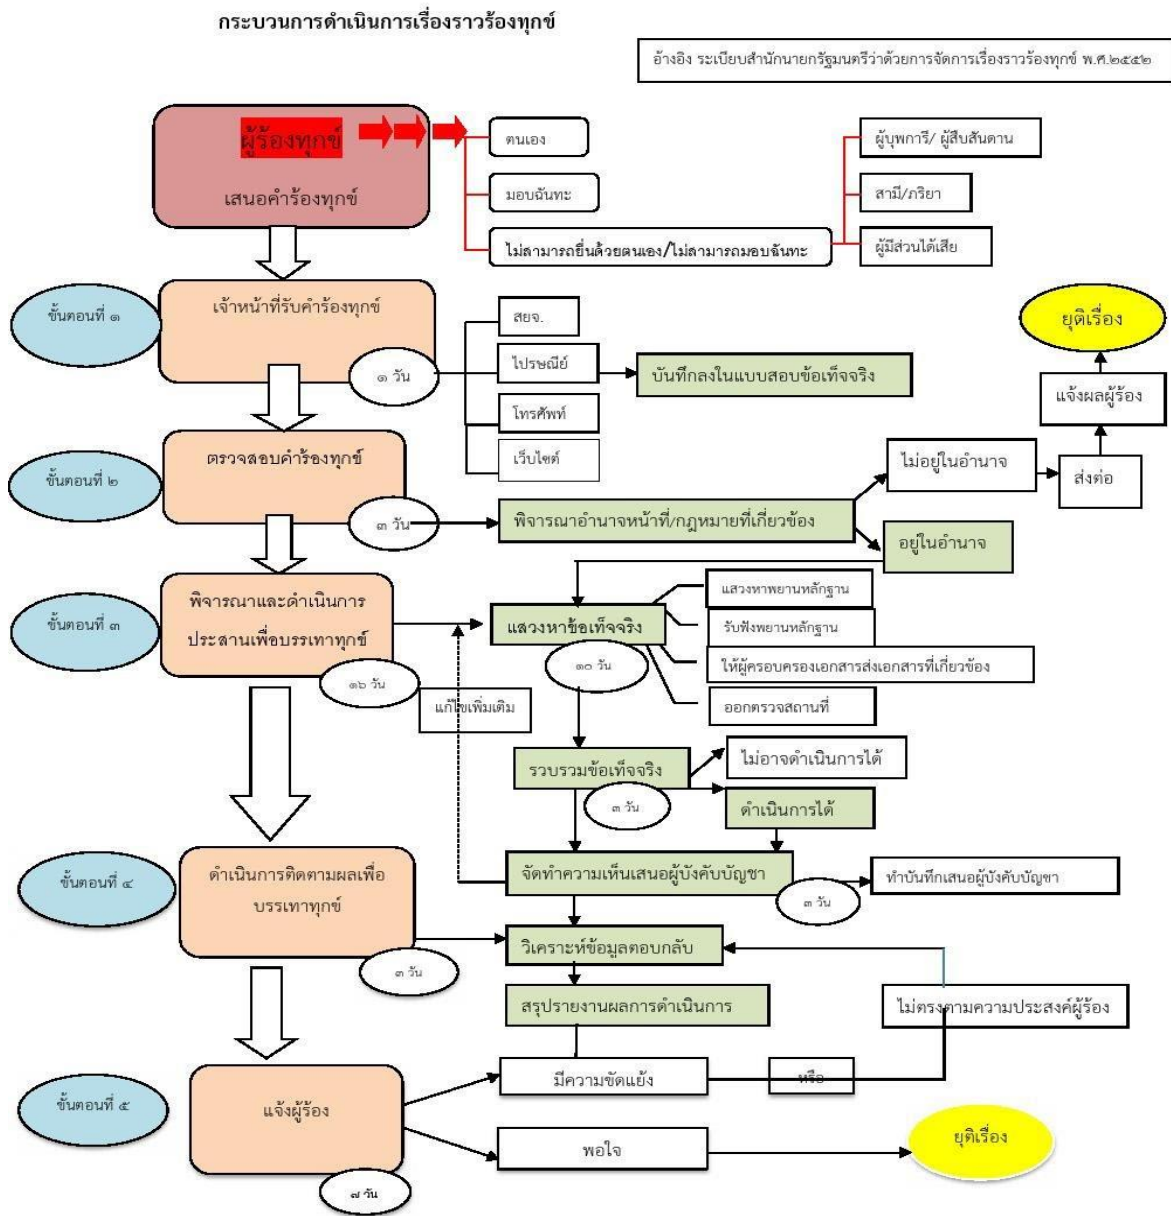 กระบวนการดำเนินการเรื่องราวร้องทุกข์
อ้างอิง ระเบียบสำนักนายกรัฐมนตรีว่าด้วยการจัดการเรื่องราวร้องทุกข์ พ.ศ.๒๕๕๒
ผู้ร้องทุกข์
เสนอคำร้องทุกข์
ตนเอง
มอบฉันทะ
ไม่สามารถยื่นด้วยตนเอง/ไม่สามารถมอบฉันทะ
ผู้บุพการี/ ผู้สืบสันดาน
สามี/ภริยา
ผู้มีส่วนได้เสีย
ขั้นตอนที่ ๑
เจ้าหน้าที่รับคำร้องทุกข์
๑ วัน
สยจ.
ไปรษณีย์
โทรศัพท์
เว็บไซต์
บันทึกลงในแบบสอบข้อเท็จจริง
ยุติเรื่อง
แจ้งผลผู้ร้อง
ส่งต่อ
ขั้นตอนที่ ๒
ตรวจสอบคำร้องทุกข์
๓ วัน
พิจารณาอำนาจหน้าที่/กฎหมายที่เกี่ยวข้อง
ไม่อยู่ในอำนาจ
อยู่ในอำนาจ
ขั้นตอนที่ ๓
พิจารณาและดำเนินการ
ประสานเพื่อบรรเทาทุกข์
๑๖ วัน
แก้ไขเพิ่มเติม
แสวงหาข้อเท็จจริง
๑๐ วัน
แสวงหาพยานหลักฐาน
รับฟังพยานหลักฐาน
ให้ผู้ครอบครองเอกสารส่งเอกสารที่เกี่ยวข้อง
ออกตรวจสถานที่
รวบรวมข้อเท็จจริง
๓ วัน
ไม่อาจดำเนินการได้
ดำเนินการได้
จัดทำความเห็นเสนอผู้บังคับบัญชา
๓ วัน
ทำบันทึกเสนอผู้บังคับบัญชา
ขั้นตอนที่ ๔
ดำเนินการติดตามผลเพื่อ
บรรเทาทุกข์
๓ วัน
วิเคราะห์ข้อมูลตอบกลับ
สรุปรายงานผลการดำเนินการ
ไม่ตรงตามความประสงค์ผู้ร้อง
ขั้นตอนที่ ๕
แจ้งผู้ร้อง
๗ วัน
มีความขัดแย้ง
หรือ
พอใจ
ยุติเรื่อง